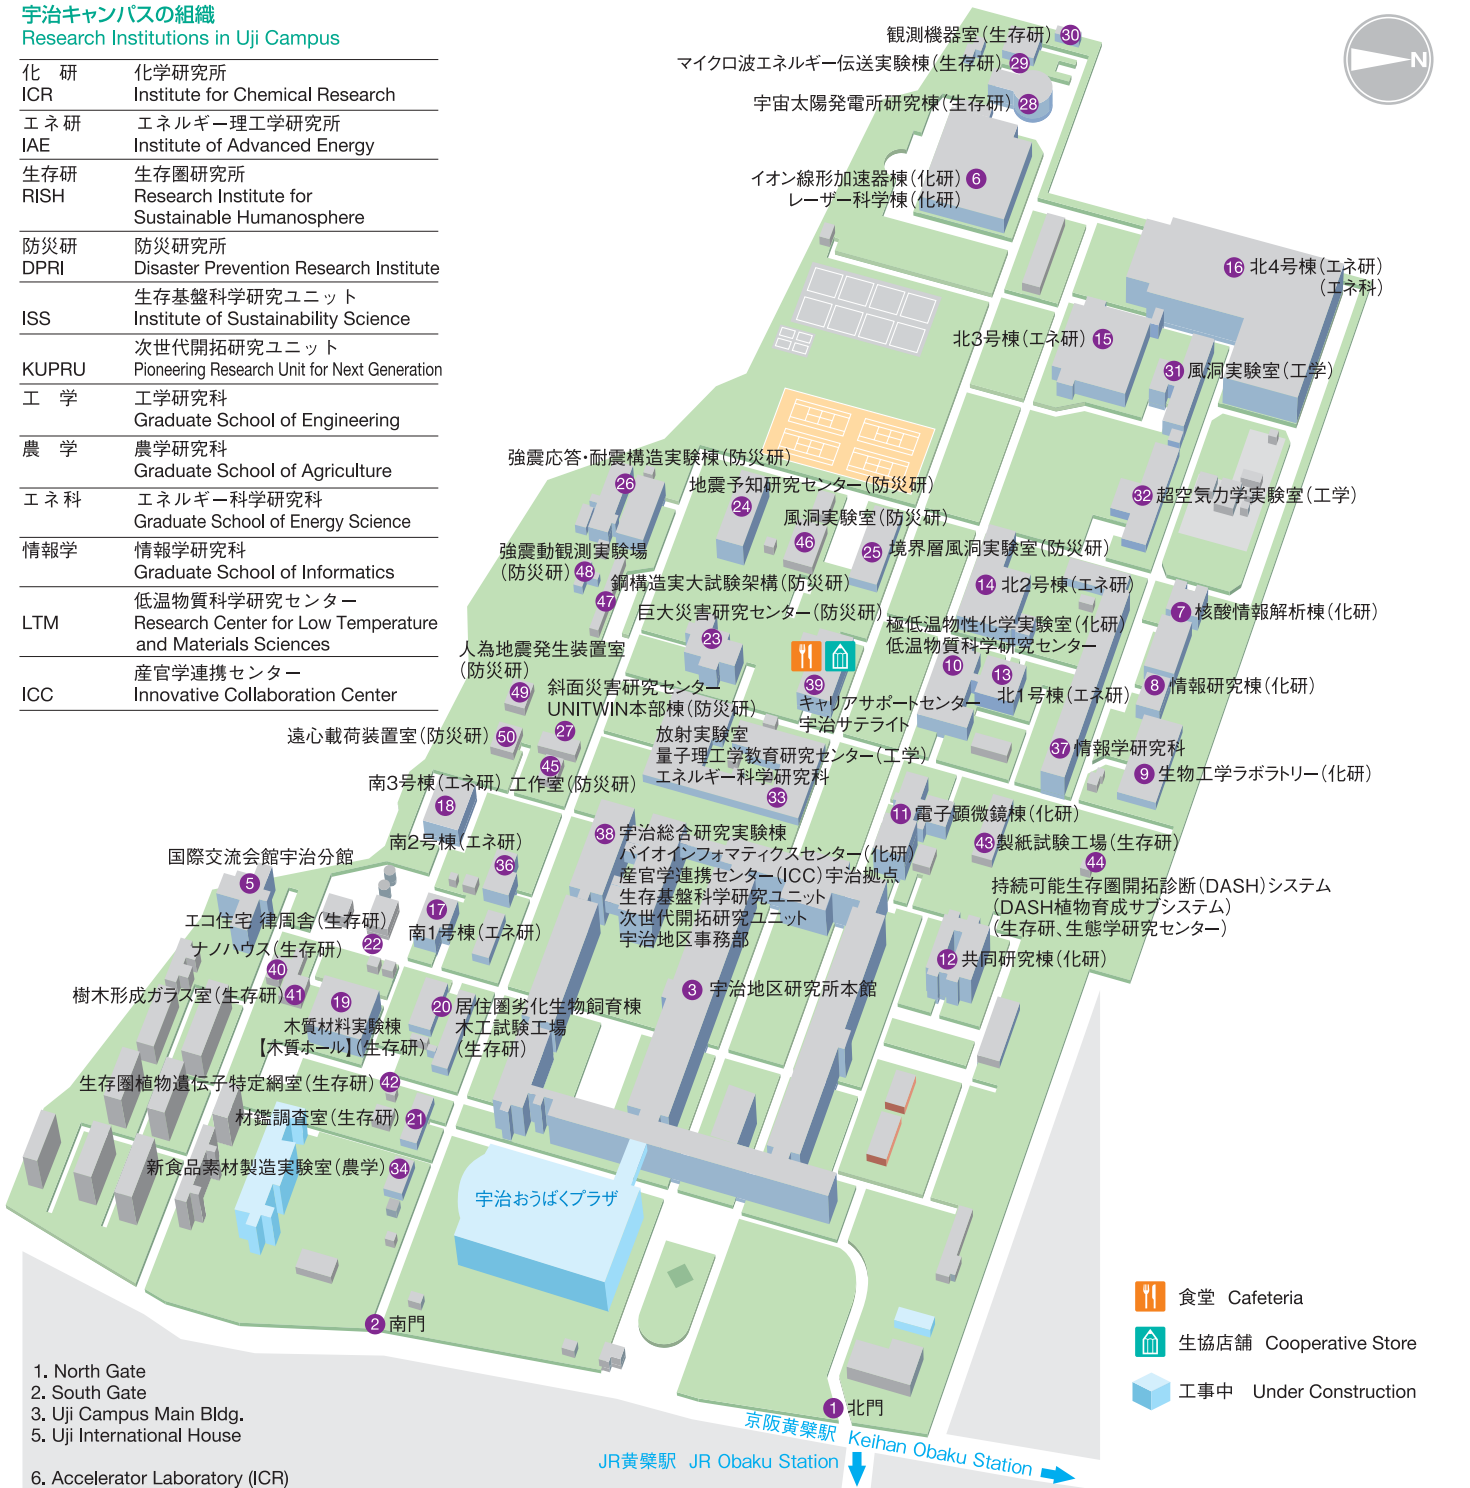 宇治キャンパスの組織
Research Institutions in Uji Campus
化 研 化学研究所
ICR Institute for Chemical Research
エネ研 エネルギー理工学研究所
IAE Institute of Advanced Energy
生存研 生存圏研究所
RISH Research Institute for
Sustainable Humanosphere
防災研 防災研究所
DPRI Disaster Prevention Research Institute
生存基盤科学研究ユニット
ISS Institute of Sustainability Science
次世代開拓研究ユニット
KUPRU Pioneering Research Unit for Next Generation
工 学 工学研究科
Graduate School of Engineering
農 学 農学研究科
Graduate School of Agriculture
エネ科 エネルギー科学研究科
Graduate School of Energy Science
情報学 情報学研究科
Graduate School of Informatics
低温物質科学研究センター
LTM Research Center for Low Temperature
and Materials Sciences
産官学連携センター
ICC Innovative Collaboration Center
N
観測機器室(生存研) 30
マイクロ波エネルギー伝送実験棟(生存研) 29
宇宙太陽発電所研究棟(生存研) 28
イオン線形加速器棟(化研) 6
レーザー科学棟(化研)
16 北4号棟(エネ研)
(エネ科)
北3号棟(エネ研) 15
31 風洞実験室(工学)
強震応答・耐震構造実験棟(防災研)
26
地震予知研究センター(防災研)
24
32 超空気力学実験室(工学)
風洞実験室(防災研)
46
25 境界層風洞実験室(防災研)
強震動観測実験場
(防災研) 48
鋼構造実大試験架構(防災研)
47
14 北2号棟(エネ研)
巨大災害研究センター(防災研)
23
7 核酸情報解析棟(化研)
極低温物性化学実験室(化研)
低温物質科学研究センター
10
人為地震発生装置室
(防災研)
49
13
北1号棟(エネ研)
8 情報研究棟(化研)
39
キャリアサポートセンター
宇治サテライト
斜面災害研究センター
UNITWIN本部棟(防災研)
27
遠心載荷装置室(防災研) 50
放射実験室
量子理工学教育研究センター(工学)
エネルギー科学研究科
33
37 情報学研究科
9 生物工学ラボラトリー(化研)
45
工作室(防災研)
南3号棟(エネ研)
18
11 電子顕微鏡棟(化研)
38 宇治総合研究実験棟
バイオインフォマティクスセンター(化研)
産官学連携センター(ICC)宇治拠点
生存基盤科学研究ユニット
次世代開拓研究ユニット
宇治地区事務部
南2号棟(エネ研)
36
43 製紙試験工場(生存研)
44
持続可能生存圏開拓診断(DASH)システム
(DASH植物育成サブシステム)
(生存研、生態学研究センター)
国際交流会館宇治分館
5
17
南1号棟(エネ研)
エコ住宅 律周舎(生存研)
22
ナノハウス(生存研)
40
12 共同研究棟(化研)
樹木形成ガラス室(生存研) 41
3 宇治地区研究所本館
19
木質材料実験棟
【木質ホール】(生存研)
20 居住圏劣化生物飼育棟
木工試験工場
(生存研)
生存圏植物遺伝子特定網室(生存研) 42
材鑑調査室(生存研) 21
新食品素材製造実験室(農学) 34
宇治おうばくプラザ
2 南門
1 北門
京阪黄檗駅 Keihan Obaku Station
JR黄檗駅 JR Obaku Station
食堂 Cafeteria
生協店舗 Cooperative Store
工事中 Under Construction
1. North Gate
2. South Gate
3. Uji Campus Main Bldg.
5. Uji International House
6. Accelerator Laboratory (ICR)